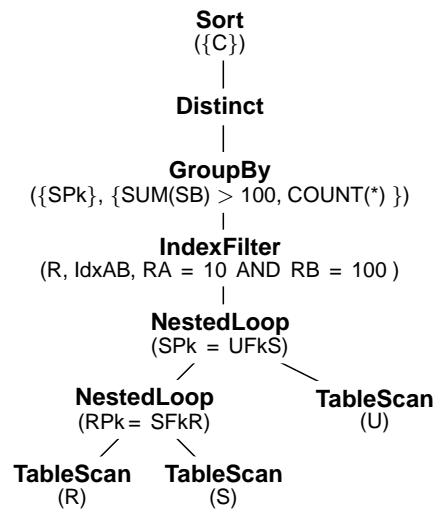 Sort
({C})
Distinct
GroupBy
({SPk}, {SUM(SB) > 100, COUNT(*) })
IndexFilter
(R, IdxAB, RA = 10 AND RB = 100 )
NestedLoop
(SPk = UFkS)
NestedLoop
(RPk= SFkR)
TableScan
(U)
TableScan
(R)
TableScan
(S)